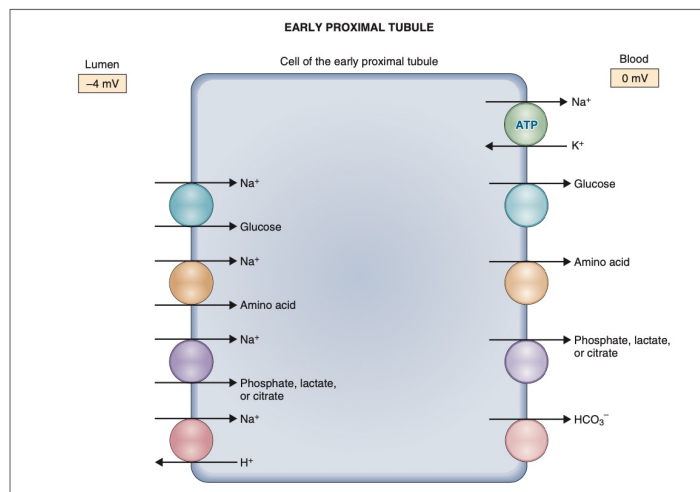 EARLY PROXIMAL TUBULE
Cell of the early proximal tubule
Lumen
–4 mV
Blood
0 mV
Na⁺
ATP
K⁺
Na⁺
Glucose
Glucose
Na⁺
Amino acid
Amino acid
Na⁺
Phosphate, lactate,
or citrate
Phosphate, lactate,
or citrate
Na⁺
HCO₃⁻
H⁺